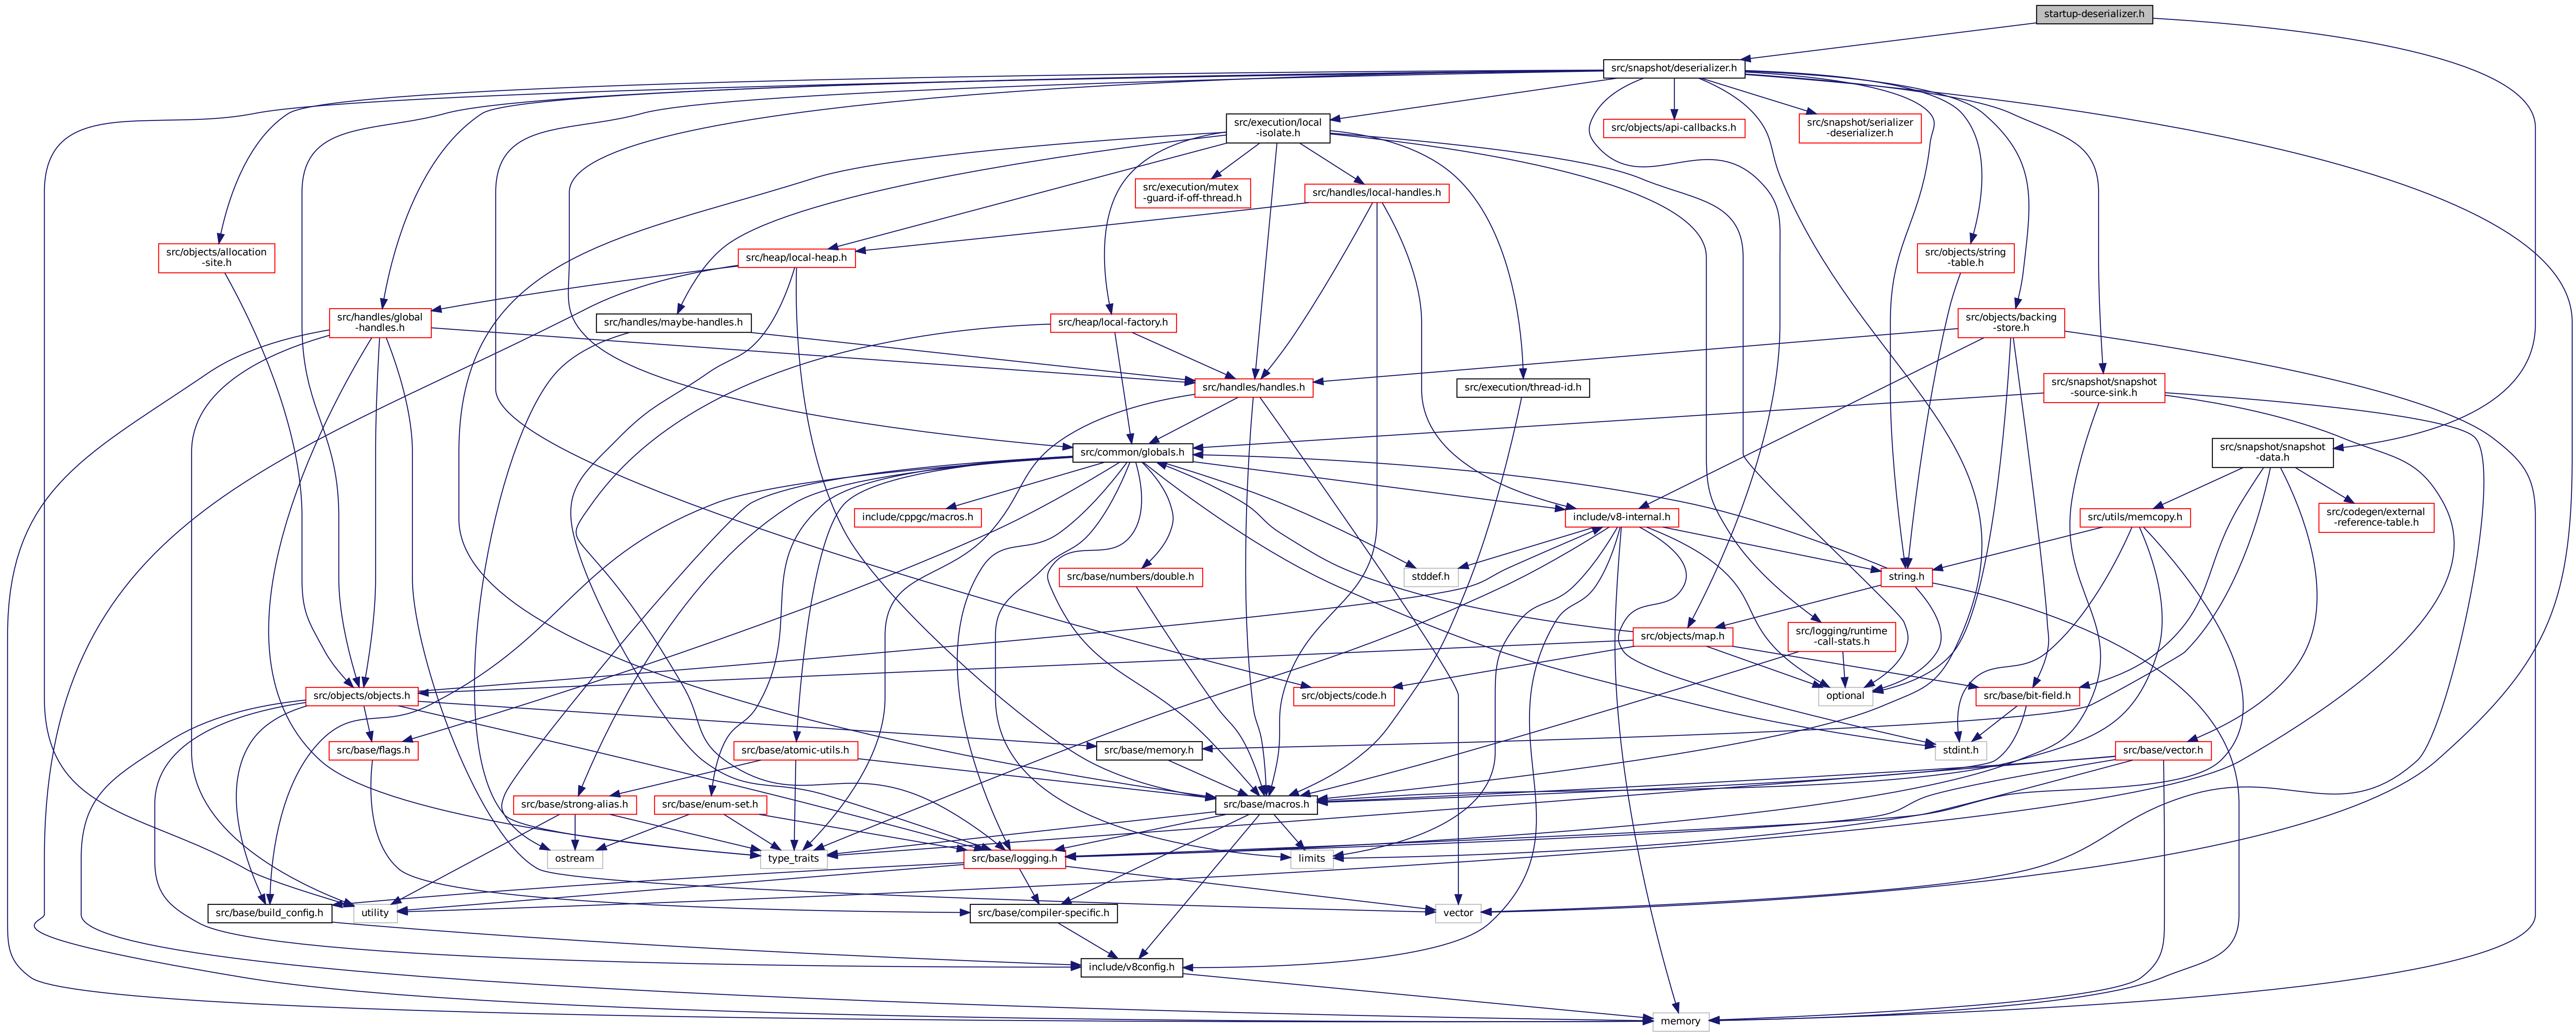 startup-deserializer.h
src/snapshot/deserializer.h
src/execution/local
-isolate.h
src/objects/api-callbacks.h
src/snapshot/serializer
-deserializer.h
src/execution/mutex
-guard-if-off-thread.h
src/handles/local-handles.h
src/objects/allocation
-site.h
src/heap/local-heap.h
src/objects/string
-table.h
src/handles/global
-handles.h
src/handles/maybe-handles.h
src/heap/local-factory.h
src/objects/backing
-store.h
src/handles/handles.h
src/execution/thread-id.h
src/snapshot/snapshot
-source-sink.h
src/common/globals.h
src/snapshot/snapshot
-data.h
include/cppgc/macros.h
include/v8-internal.h
src/utils/memcopy.h
src/codegen/external
-reference-table.h
src/base/numbers/double.h
stddef.h
string.h
src/objects/map.h
src/logging/runtime
-call-stats.h
src/objects/objects.h
src/objects/code.h
optional
src/base/bit-field.h
src/base/flags.h
src/base/atomic-utils.h
src/base/memory.h
stdint.h
src/base/vector.h
src/base/strong-alias.h
src/base/enum-set.h
src/base/macros.h
ostream
type_traits
src/base/logging.h
limits
src/base/build_config.h
utility
src/base/compiler-specific.h
vector
include/v8config.h
memory